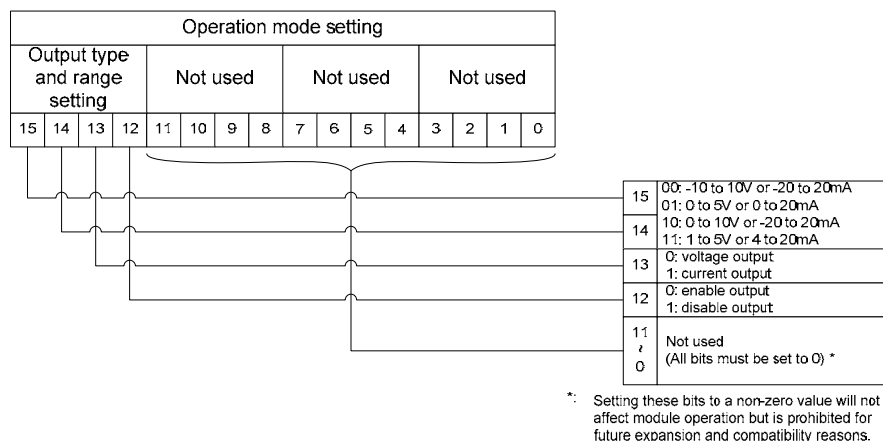 Operation mode setting
Output type
and range
setting
Not used
Not used
Not used
15 14 13 12 11 10 9 8 7 6 5 4 3 2 1 0
15
00: -10 to 10V or -20 to 20mA
01: 0 to 5V or 0 to 20mA
14
10: 0 to 10V or -20 to 20mA
11: 1 to 5V or 4 to 20mA
13
0: voltage output
1: current output
12
0: enable output
1: disable output
11
~
0
Not used
(All bits must be set to 0) *
*: Setting these bits to a non-zero value will not
affect module operation but is prohibited for
future expansion and compatibility reasons.